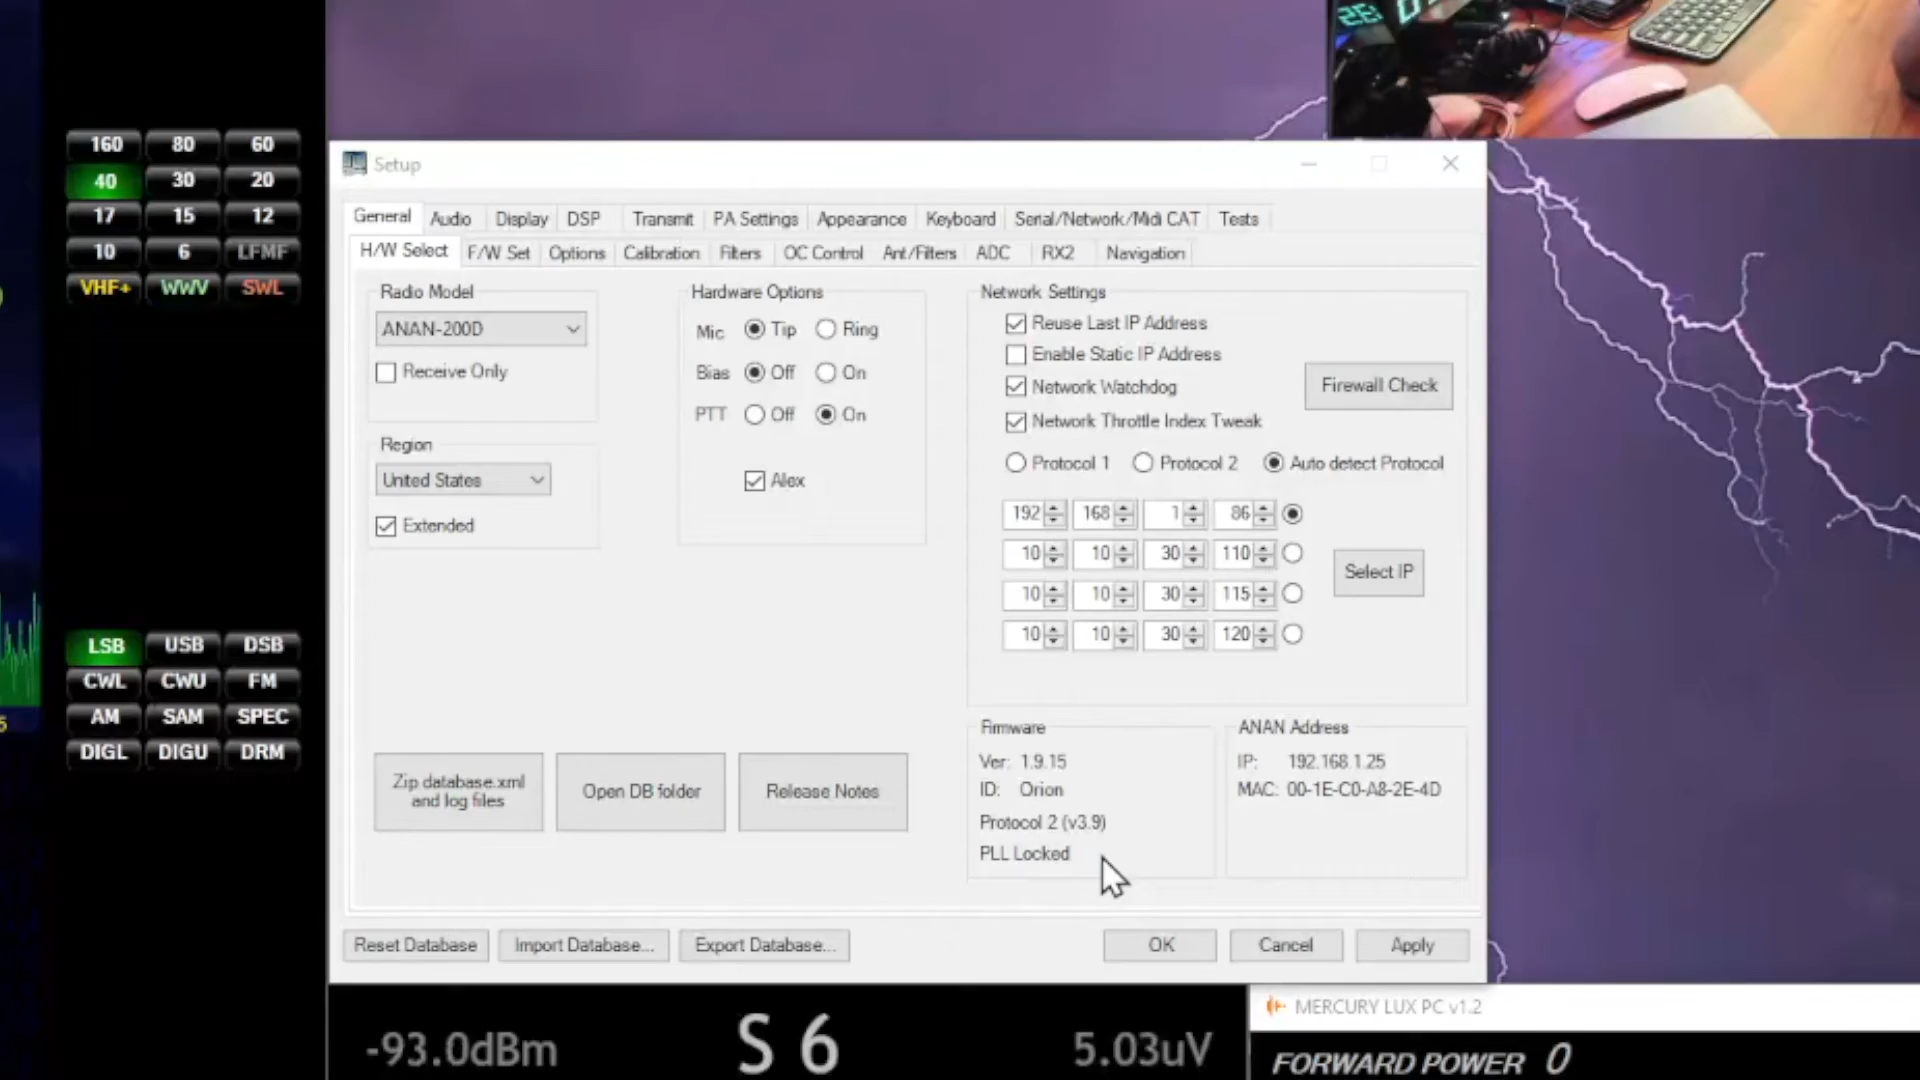 160 80 60
40 30 20
17 15 12
10 6 LFMF
VHF+ WWV SWL
LSB USB DSB
CWL CWU FM
AM SAM SPEC
DIGL DIGU DRM
Setup
General Audio Display DSP Transmit PA Settings Appearance Keyboard Serial/Network/Midi CAT Tests
H/W Select F/W Set Options Calibration Filters OC Control Ant/Filters ADC RX2 Navigation
Radio Model
ANAN-200D
Receive Only
Region
United States
Extended
Hardware Options
Mic Tip Ring
Bias Off On
PTT Off On
Alex
Network Settings
Reuse Last IP Address
Enable Static IP Address
Network Watchdog
Network Throttle Index Tweak
Firewall Check
Protocol 1 Protocol 2 Auto detect Protocol
192 168 1 86
10 10 30 110
10 10 30 115
10 10 30 120
Select IP
Zip database.xml
and log files
Open DB folder
Release Notes
Firmware
Ver: 1.9.15
ID: Orion
Protocol 2 (v3.9)
PLL Locked
ANAN Address
IP: 192.168.1.25
MAC: 00-1E-C0-A8-2E-4D
Reset Database Import Database... Export Database... OK Cancel Apply
-93.0dBm S 6 5.03uV
MERCURY LUX PC v1.2
FORWARD POWER 0